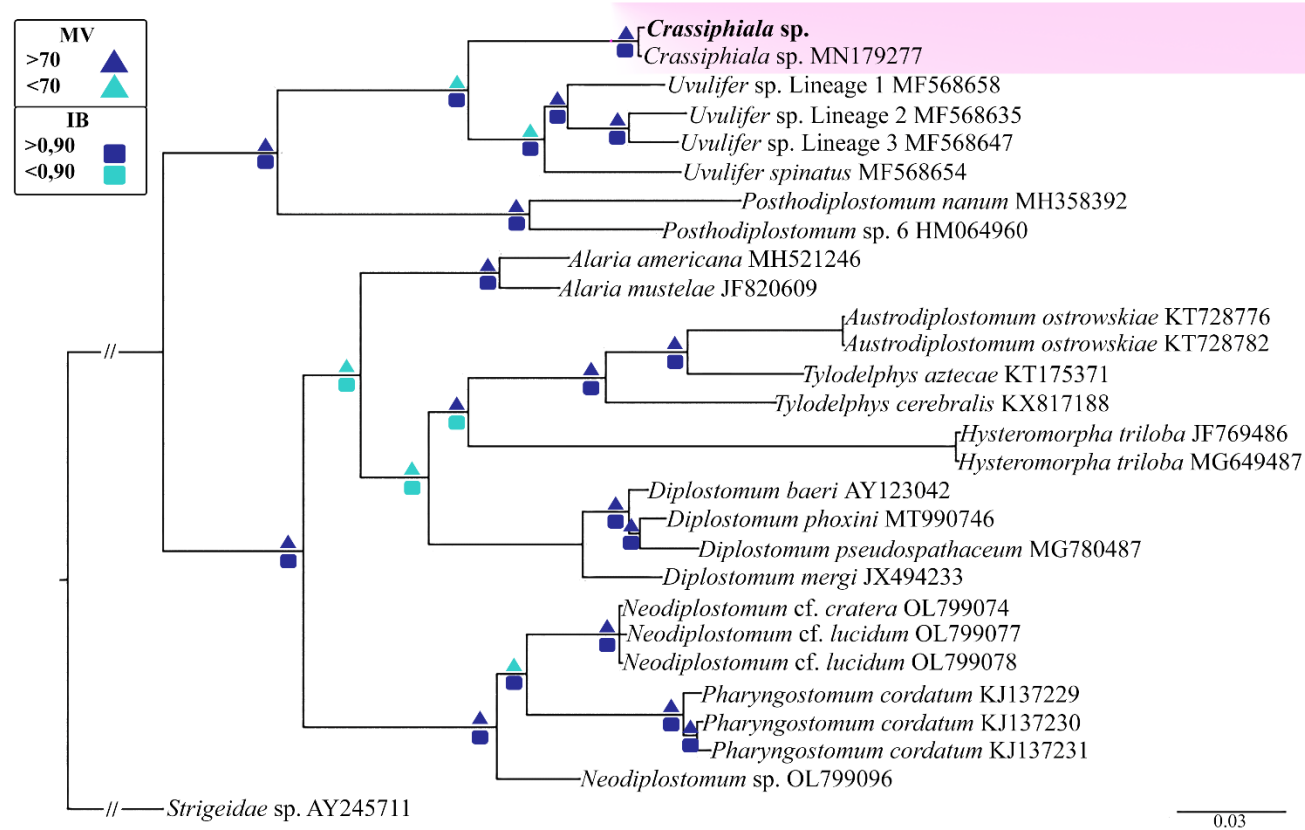 MV
>70
<70
IB
>0,90
<0,90
Crassiphiala sp.
Crassiphiala sp. MN179277
Uvulifer sp. Lineage 1 MF568658
Uvulifer sp. Lineage 2 MF568635
Uvulifer sp. Lineage 3 MF568647
Uvulifer spinatus MF568654
Posthodiplostomum nanum MH358392
Posthodiplostomum sp. 6 HM064960
Alaria americana MH521246
Alaria mustelae JF820609
Austrodiplostomum ostrowskiae KT728776
Austrodiplostomum ostrowskiae KT728782
Tylodelphys aztecae KT175371
Tylodelphys cerebralis KX817188
Hysteromorpha triloba JF769486
Hysteromorpha triloba MG649487
Diplostomum baeri AY123042
Diplostomum phoxini MT990746
Diplostomum pseudospathaceum MG780487
Diplostomum mergi JX494233
Neodiplostomum cf. cratera OL799074
Neodiplostomum cf. lucidum OL799077
Neodiplostomum cf. lucidum OL799078
Pharyngostomum cordatum KJ137229
Pharyngostomum cordatum KJ137230
Pharyngostomum cordatum KJ137231
Neodiplostomum sp. OL799096
Strigeidae sp. AY245711
0.03